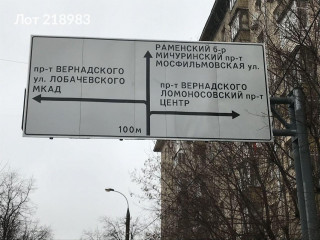 Лот 218983
РАМЕНСКИЙ б-р
МИЧУРИНСКИЙ пр-т
МОСФИЛЬМОВСКАЯ ул.
пр-т ВЕРНАДСКОГО
ул. ЛОБАЧЕВСКОГО
МКАД
пр-т ВЕРНАДСКОГО
ЛОМОНОСОВСКИЙ пр-т
ЦЕНТР
100м